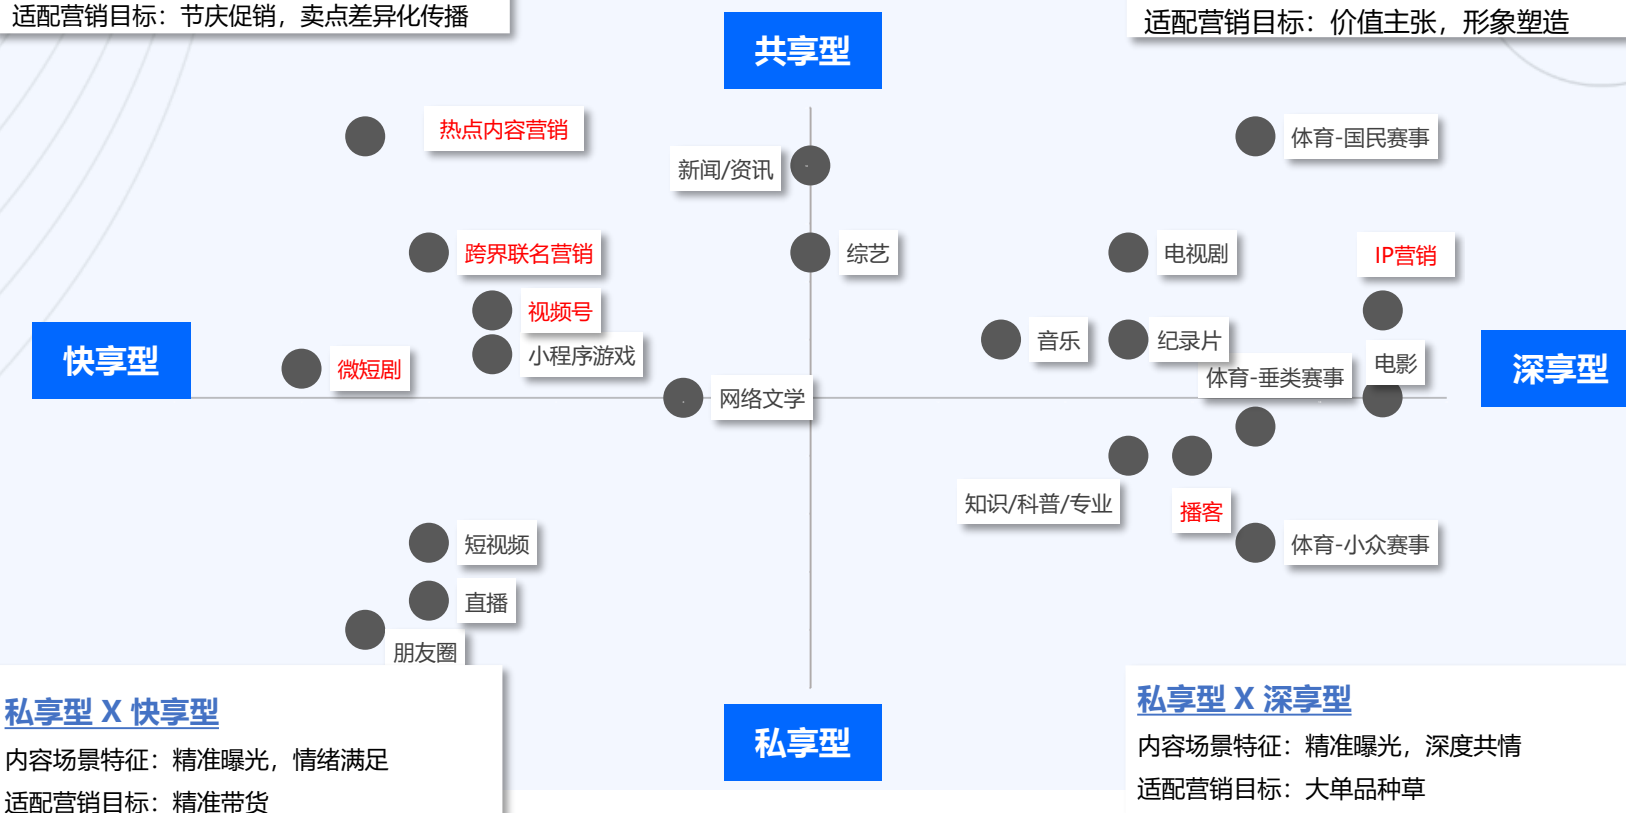 适配营销目标：节庆促销，卖点差异化传播
适配营销目标：价值主张，形象塑造
共享型
热点内容营销
体育-国民赛事
新闻/资讯
跨界联名营销
综艺
电视剧
IP营销
视频号
快享型
小程序游戏
音乐
纪录片
微短剧
体育-垂类赛事
电影
深享型
网络文学
知识/科普/专业
播客
短视频
体育-小众赛事
直播
朋友圈
私享型 X 快享型
内容场景特征：精准曝光，情绪满足
适配营销目标：精准带货
私享型
私享型 X 深享型
内容场景特征：精准曝光，深度共情
适配营销目标：大单品种草